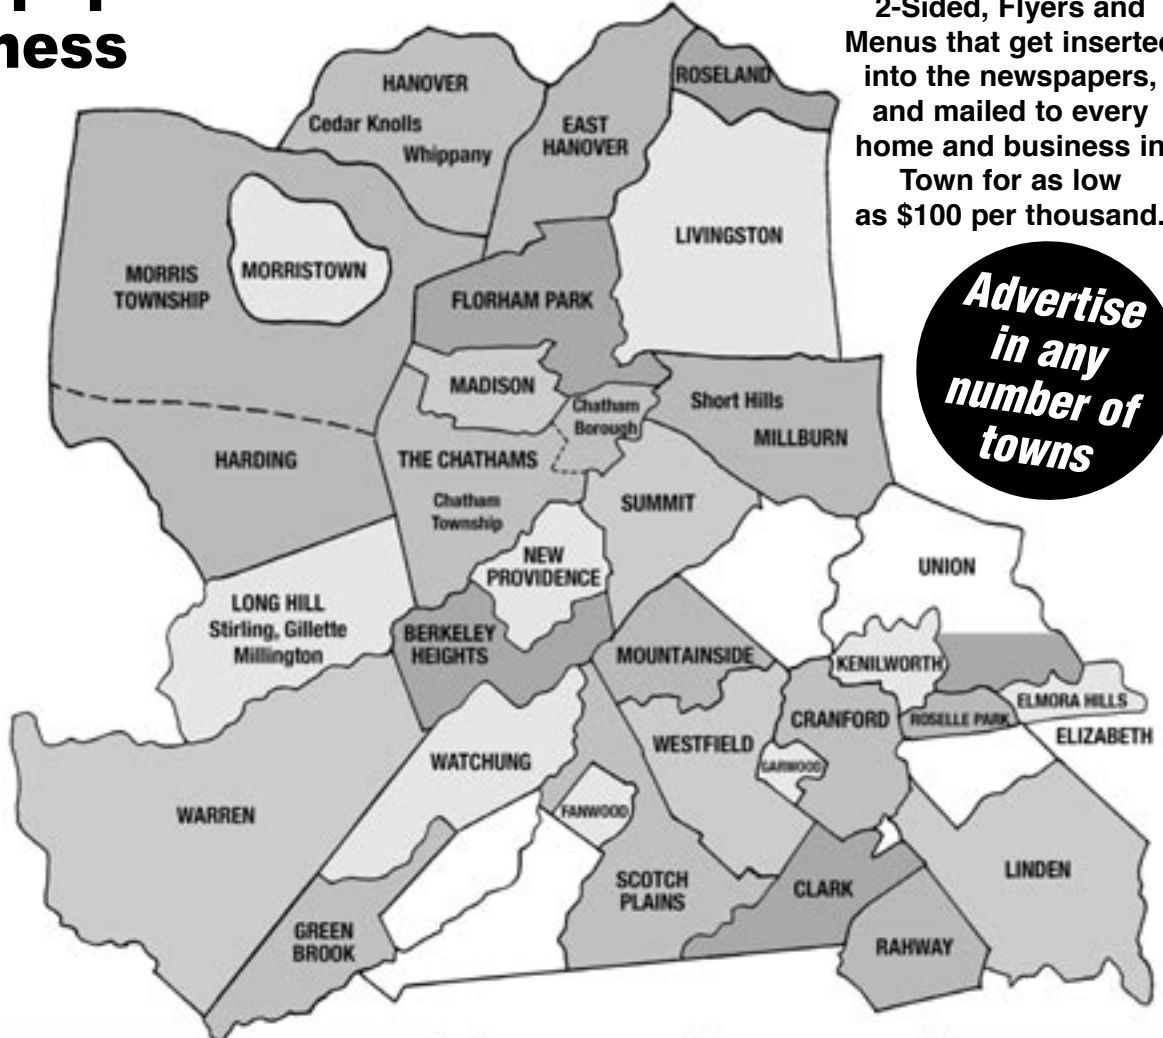 ness
2-Sided, Flyers and
Menus that get inserted
into the newspapers,
and mailed to every
home and business in
Town for as low
as $100 per thousand.
Advertise
in any
number of
towns
HANOVER
Cedar Knolls
Whippany
EAST
HANOVER
ROSELAND
LIVINGSTON
MORRIS
TOWNSHIP
MORRISTOWN
FLORHAM PARK
MADISON
Chatham
Borough
Short Hills
MILLBURN
HARDING
THE CHATHAMS
Chatham
Township
SUMMIT
NEW
PROVIDENCE
UNION
LONG HILL
Stirling, Gillette
Millington
BERKELEY
HEIGHTS
MOUNTAINSIDE
KENILWORTH
ELMORA HILLS
ROSELLE PARK
CRANFORD
ELIZABETH
WESTFIELD
GARWOOD
WATCHUNG
FANWOOD
WARREN
SCOTCH
PLAINS
CLARK
LINDEN
GREEN
BROOK
RAHWAY